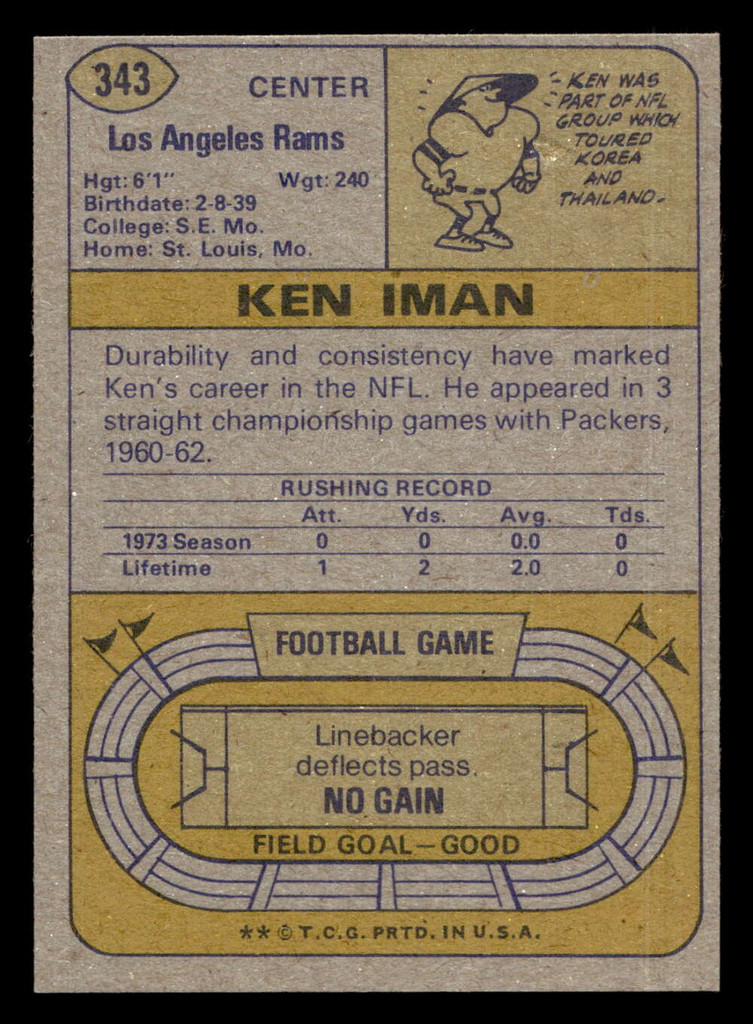 343
CENTER
Los Angeles Rams
Hgt: 6'1" Wgt: 240
Birthdate: 2-8-39
College: S.E. Mo.
Home: St. Louis, Mo.
KEN WAS
PART OF NFL
GROUP WHICH
TOURED
KOREA
AND
THAILAND.
KEN IMAN
Durability and consistency have marked
Ken's career in the NFL. He appeared in 3
straight championship games with Packers,
1960-62.
RUSHING RECORD
Att. Yds. Avg. Tds.
1973 Season 0 0 0.0 0
Lifetime 1 2 2.0 0
FOOTBALL GAME
Linebacker
deflects pass.
NO GAIN
FIELD GOAL—GOOD
** © T.C.G. PRTD. IN U.S.A.